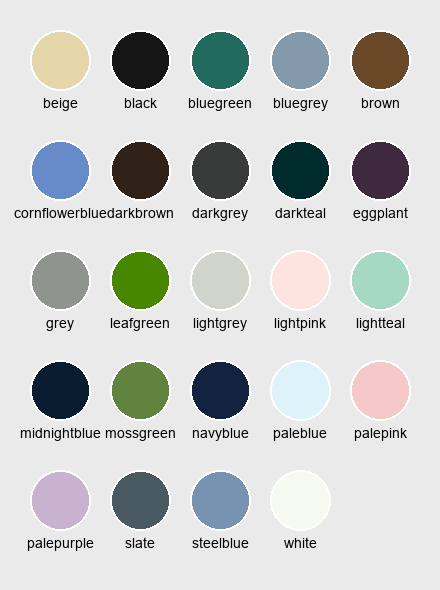 beige black bluegreen bluegrey brown
cornflowerblue darkbrown darkgrey darkteal eggplant
grey leafgreen lightgrey lightpink lightteal
midnightblue mossgreen navyblue paleblue palepink
palepurple slate steelblue white